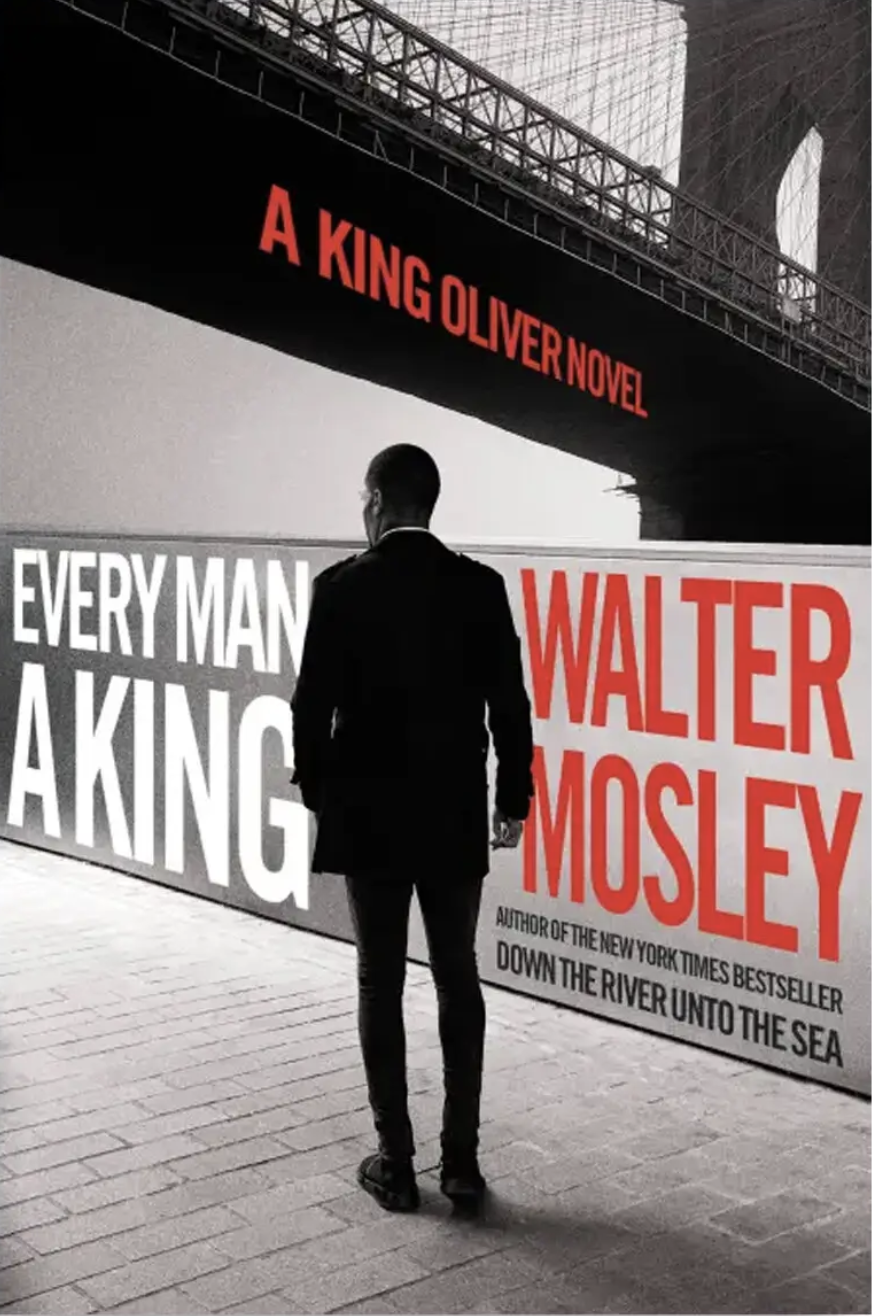 A KING OLIVER NOVEL
EVERY MAN
A KING
WALTER
MOSLEY
AUTHOR OF THE NEW YORK TIMES BESTSELLER
DOWN THE RIVER UNTO THE SEA